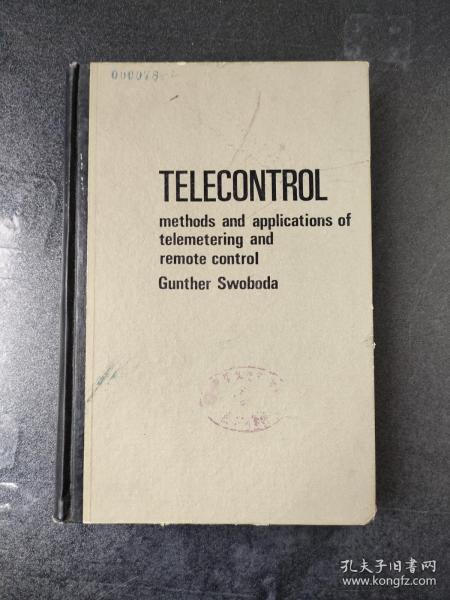 000078
TELECONTROL
methods and applications of
telemetering and
remote control
Gunther Swoboda
孔夫子旧书网
www.kongfz.com